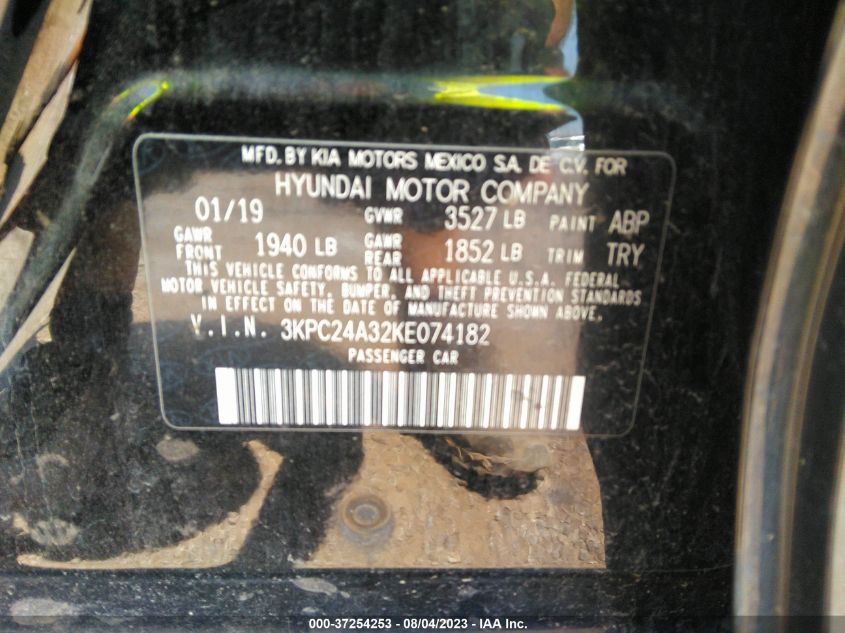 MFD. BY KIA MOTORS MEXICO S.A. DE C.V. FOR
HYUNDAI MOTOR COMPANY
01/19 GVWR 3527 LB PAINT ABP
GAWR FRONT 1940 LB GAWR REAR 1852 LB TRIM TRY
THIS VEHICLE CONFORMS TO ALL APPLICABLE U.S.A. FEDERAL
MOTOR VEHICLE SAFETY, BUMPER, AND THEFT PREVENTION STANDARDS
IN EFFECT ON THE DATE OF MANUFACTURE SHOWN ABOVE.
V.I.N. 3KPC24A32KE074182
PASSENGER CAR
000-37254253 - 08/04/2023 - IAA Inc.